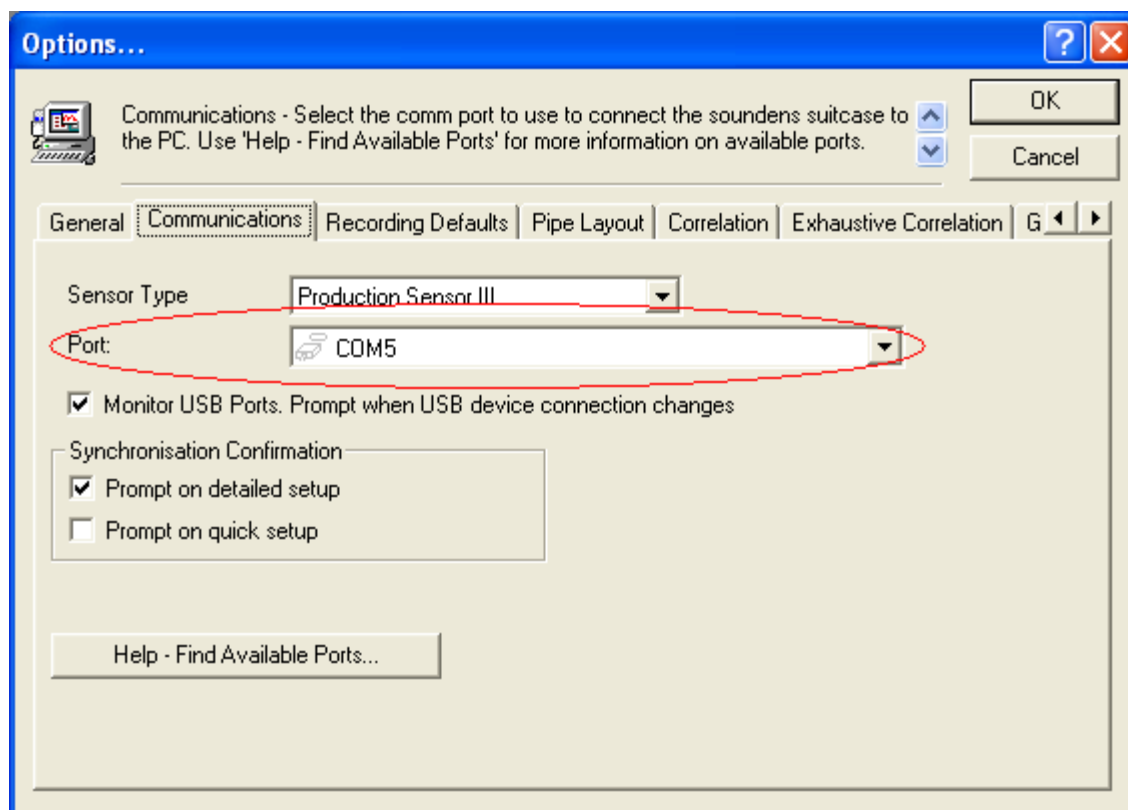 Options...
Communications - Select the comm port to use to connect the soundens suitcase to
the PC. Use 'Help - Find Available Ports' for more information on available ports.
OK
Cancel
General Communications Recording Defaults Pipe Layout Correlation Exhaustive Correlation G
Sensor Type Production Sensor III
Port: COM5
Monitor USB Ports. Prompt when USB device connection changes
Synchronisation Confirmation
Prompt on detailed setup
Prompt on quick setup
Help - Find Available Ports...